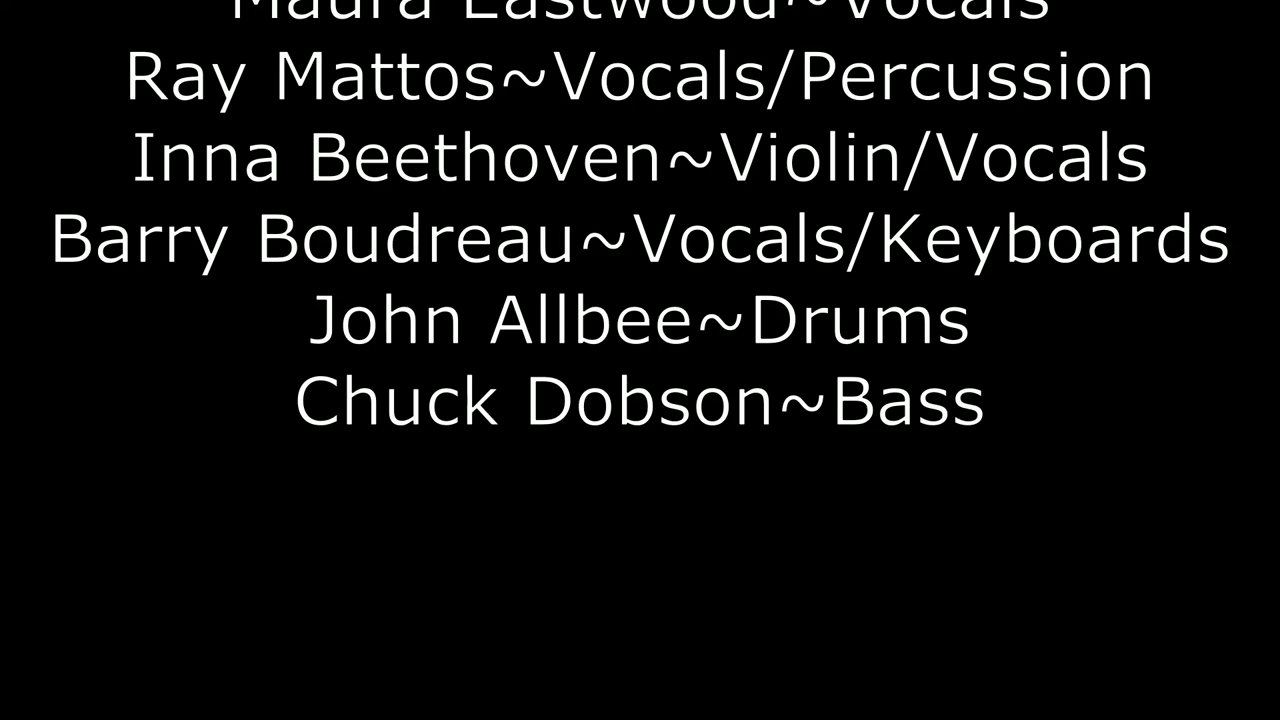 Maura Eastwood~Vocals
Ray Mattos~Vocals/Percussion
Inna Beethoven~Violin/Vocals
Barry Boudreau~Vocals/Keyboards
John Allbee~Drums
Chuck Dobson~Bass